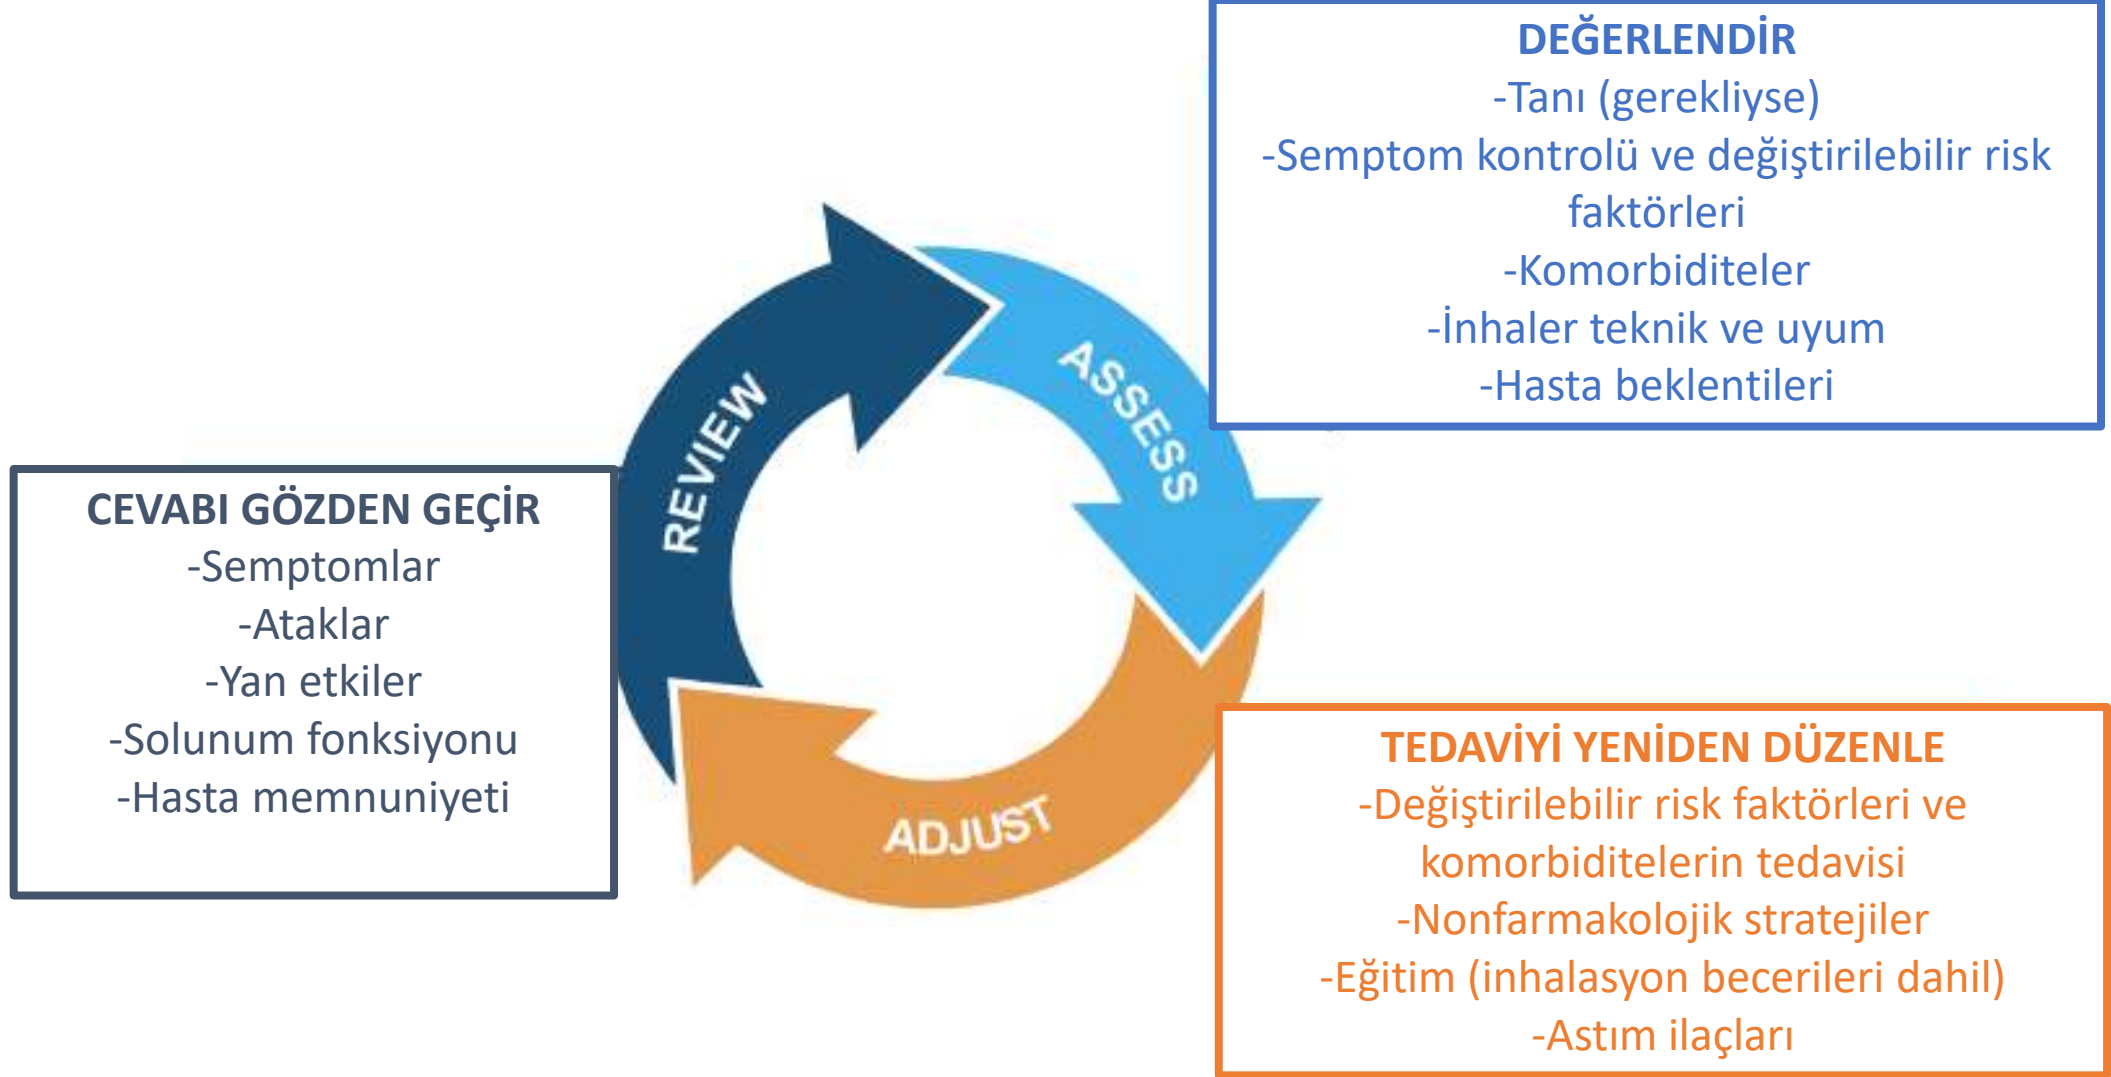 DEĞERLENDİR
-Tanı (gerekliyse)
-Semptom kontrolü ve değiştirilebilir risk
faktörleri
-Komorbiditeler
-İnhaler teknik ve uyum
-Hasta beklentileri
REVIEW
ASSESS
ADJUST
CEVABI GÖZDEN GEÇİR
-Semptomlar
-Ataklar
-Yan etkiler
-Solunum fonksiyonu
-Hasta memnuniyeti
TEDAVİYİ YENİDEN DÜZENLE
-Değiştirilebilir risk faktörleri ve
komorbiditelerin tedavisi
-Nonfarmakolojik stratejiler
-Eğitim (inhalasyon becerileri dahil)
-Astım ilaçları